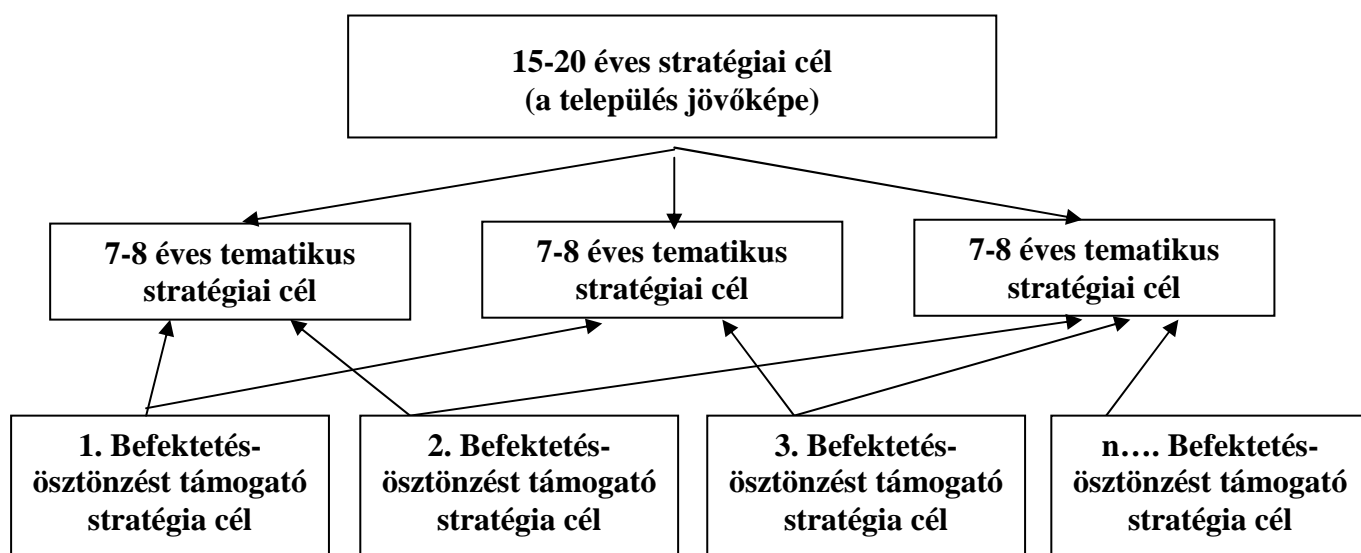 15-20 éves stratégiai cél
(a település jövőképe)
7-8 éves tematikus
stratégiai cél
7-8 éves tematikus
stratégiai cél
7-8 éves tematikus
stratégiai cél
1. Befektetés-
ösztönzést támogató
stratégia cél
2. Befektetés-
ösztönzést támogató
stratégia cél
3. Befektetés-
ösztönzést támogató
stratégia cél
n…. Befektetés-
ösztönzést támogató
stratégia cél